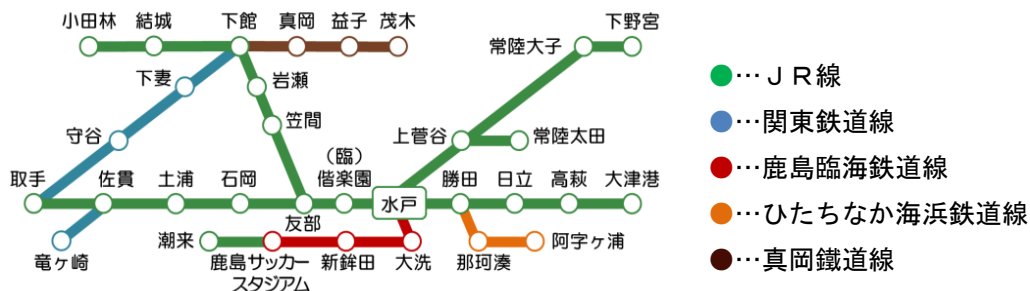 小田林
結城
下館
真岡
益子
茂木
常陸大子
下野宮
下妻
岩瀬
笠間
守谷
上菅谷
常陸太田
取手
佐貫
土浦
石岡
(臨)
偕楽園
水戸
勝田
日立
高萩
大津港
友部
竜ヶ崎
潮来
鹿島サッカー
スタジアム
新鉾田
大洗
那珂湊
阿字ヶ浦
●…JR線
●…関東鉄道線
●…鹿島臨海鉄道線
●…ひたちなか海浜鉄道線
●…真岡鐵道線